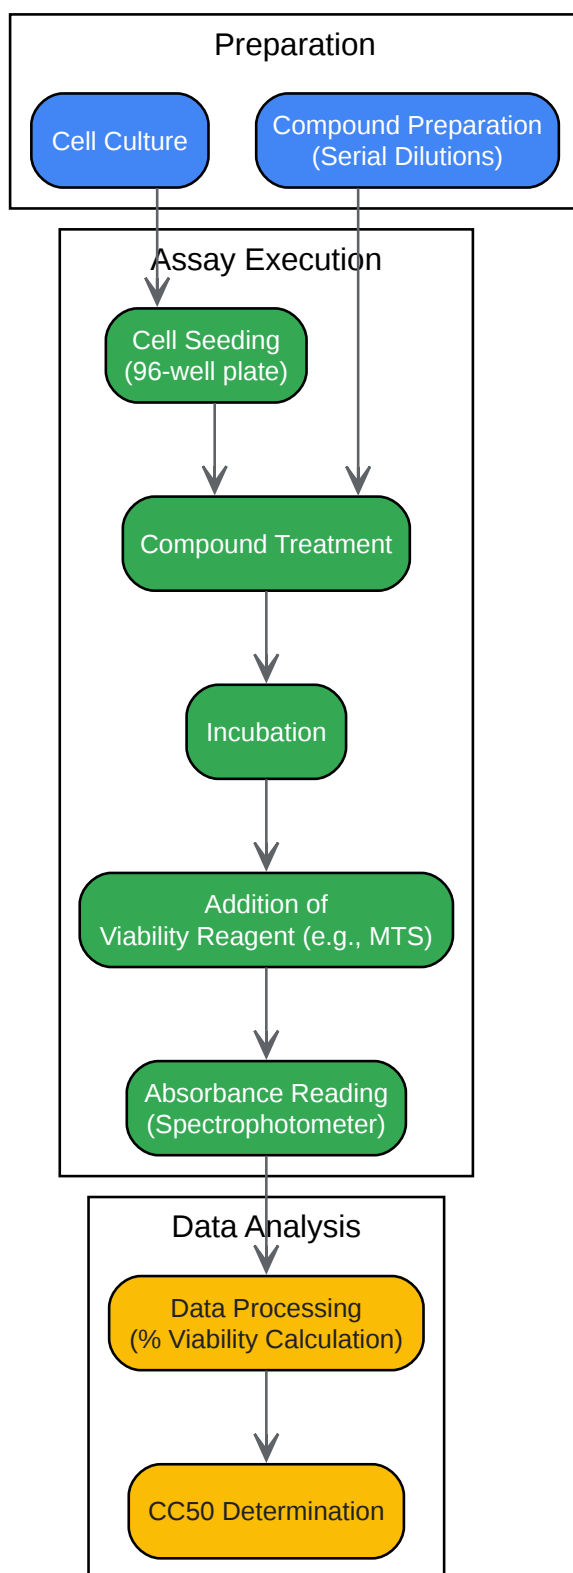 Preparation
Cell Culture
Compound Preparation
(Serial Dilutions)
Assay Execution
Cell Seeding
(96-well plate)
Compound Treatment
Incubation
Addition of
Viability Reagent (e.g., MTS)
Absorbance Reading
(Spectrophotometer)
Data Analysis
Data Processing
(% Viability Calculation)
CC50 Determination